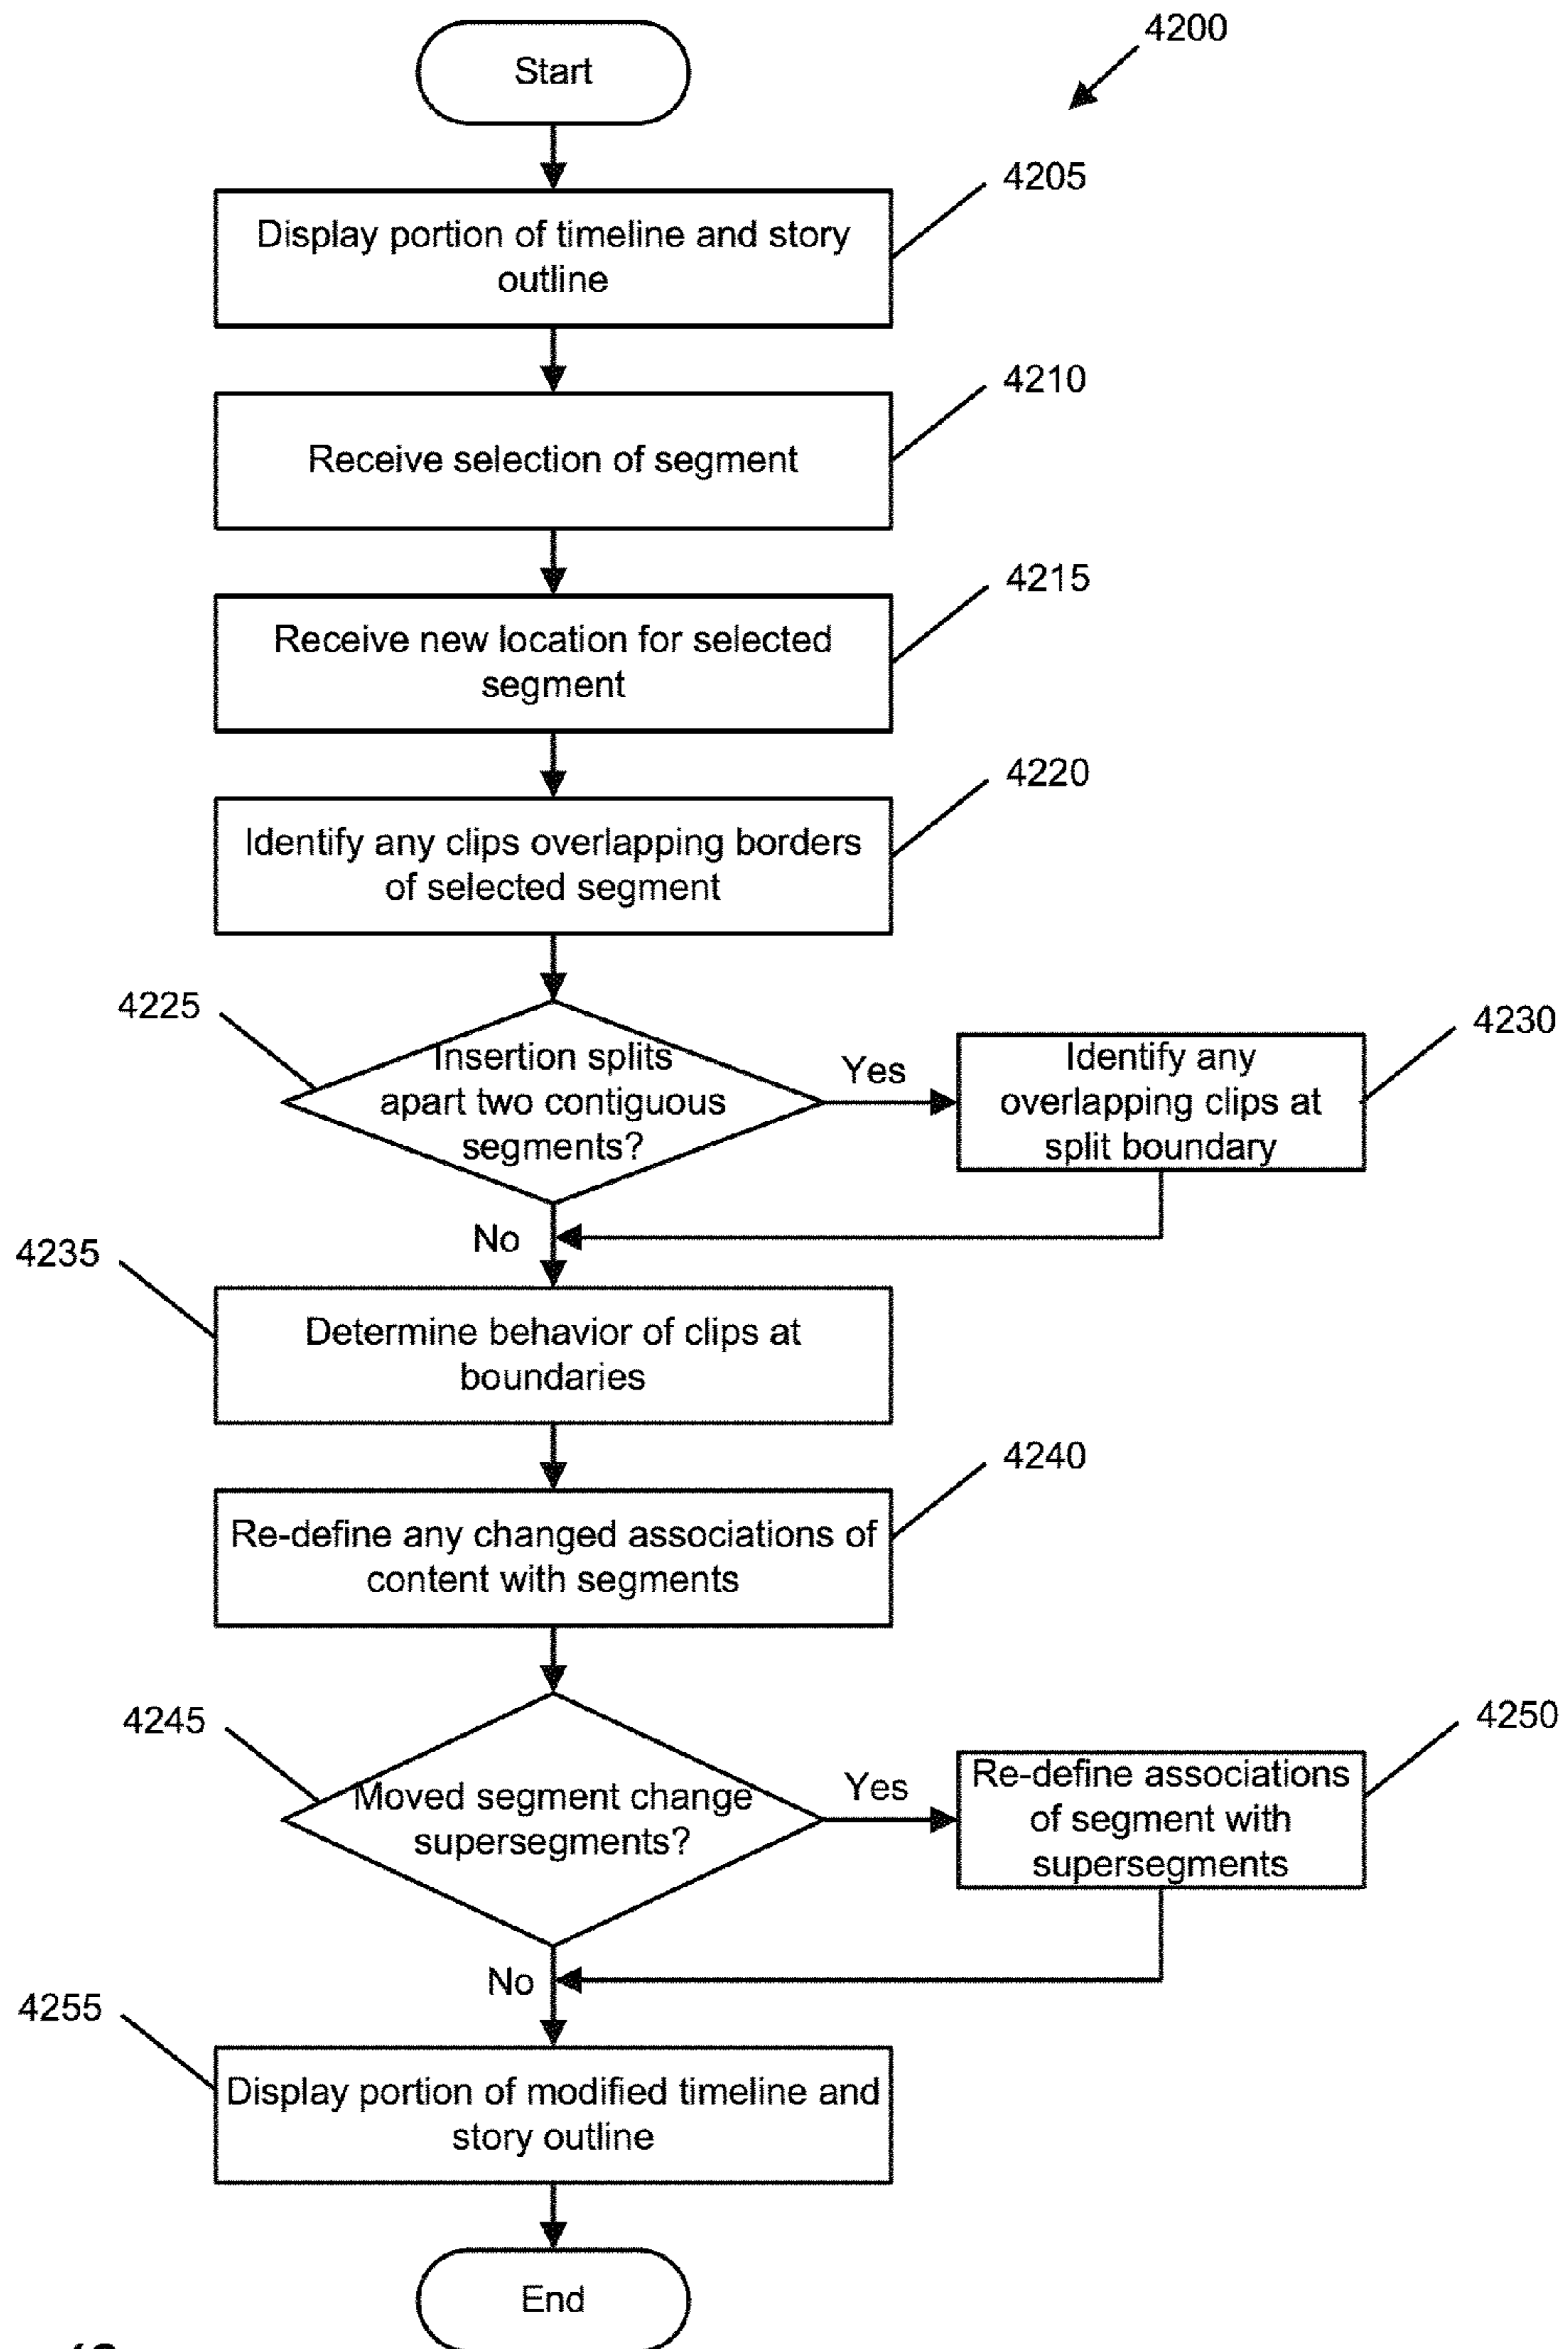 4200
Start
4205
Display portion of timeline and story
outline
4210
Receive selection of segment
4215
Receive new location for selected
segment
4220
Identify any clips overlapping borders
of selected segment
4225
Insertion splits
apart two contiguous
segments?
Yes
4230
Identify any
overlapping clips at
split boundary
No
4235
Determine behavior of clips at
boundaries
4240
Re-define any changed associations of
content with segments
4245
Moved segment change
supersegments?
Yes
4250
Re-define associations
of segment with
supersegments
No
4255
Display portion of modified timeline and
story outline
End